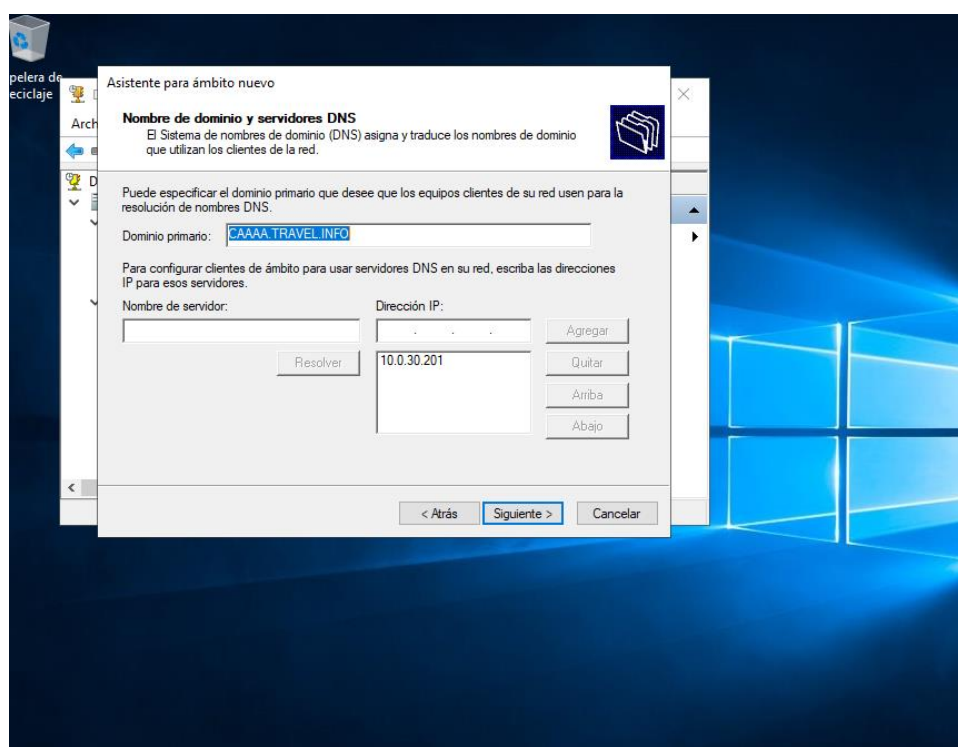 pelera de
eciclaje
Asistente para ámbito nuevo
Arch
Nombre de dominio y servidores DNS
El Sistema de nombres de dominio (DNS) asigna y traduce los nombres de dominio
que utilizan los clientes de la red.
D
Puede especificar el dominio primario que desee que los equipos clientes de su red usen para la
resolución de nombres DNS.
Dominio primario: CAAAA.TRAVEL.INFO
Para configurar clientes de ámbito para usar servidores DNS en su red, escriba las direcciones
IP para esos servidores.
Nombre de servidor: Dirección IP:
. . . Agregar
Resolver 10.0.30.201 Quitar
Arriba
Abajo
< Atrás Siguiente > Cancelar